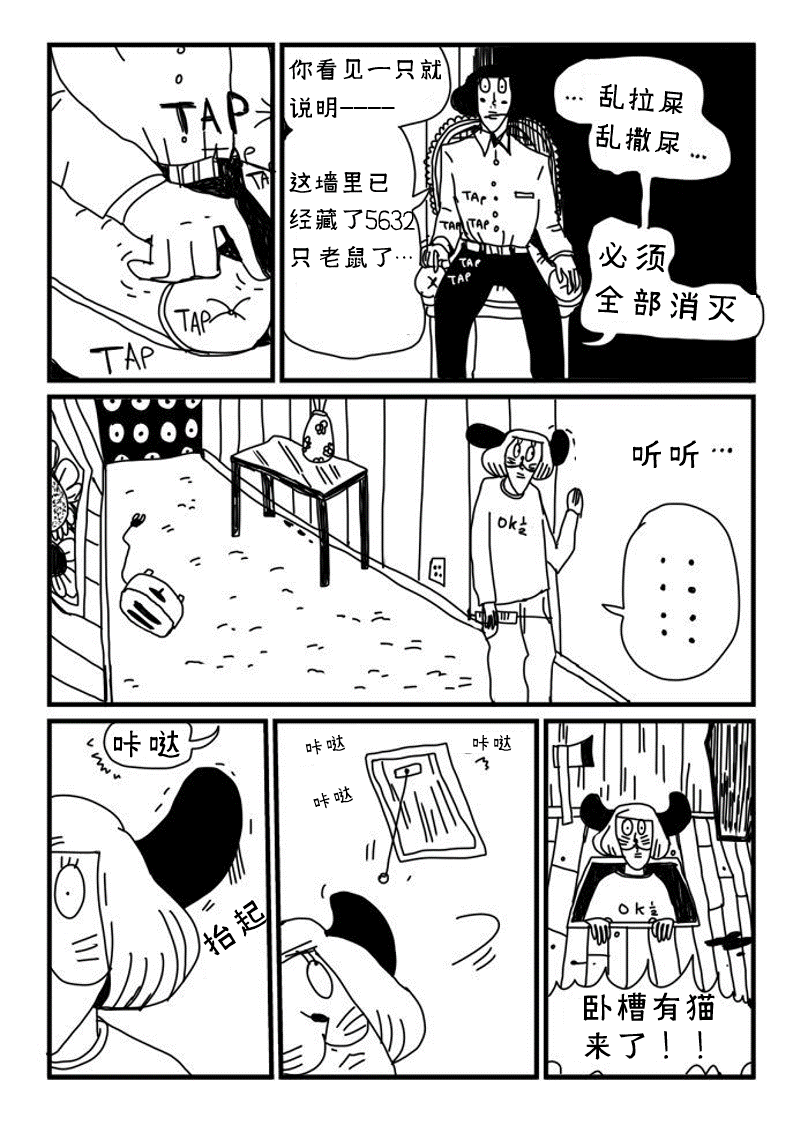 TAP
TAP
TAP
TAP
TAP
你看见一只就
说明----
这墙里已
经藏了5632
只老鼠了…
TAP
TAP
TAP
TAP
TAP
… 乱拉屎
乱撒尿…
必须
全部消灭
听听…
OK½
咔哒
抬起
咔哒
咔哒
咔哒
OK½
卧槽有猫
来了！！